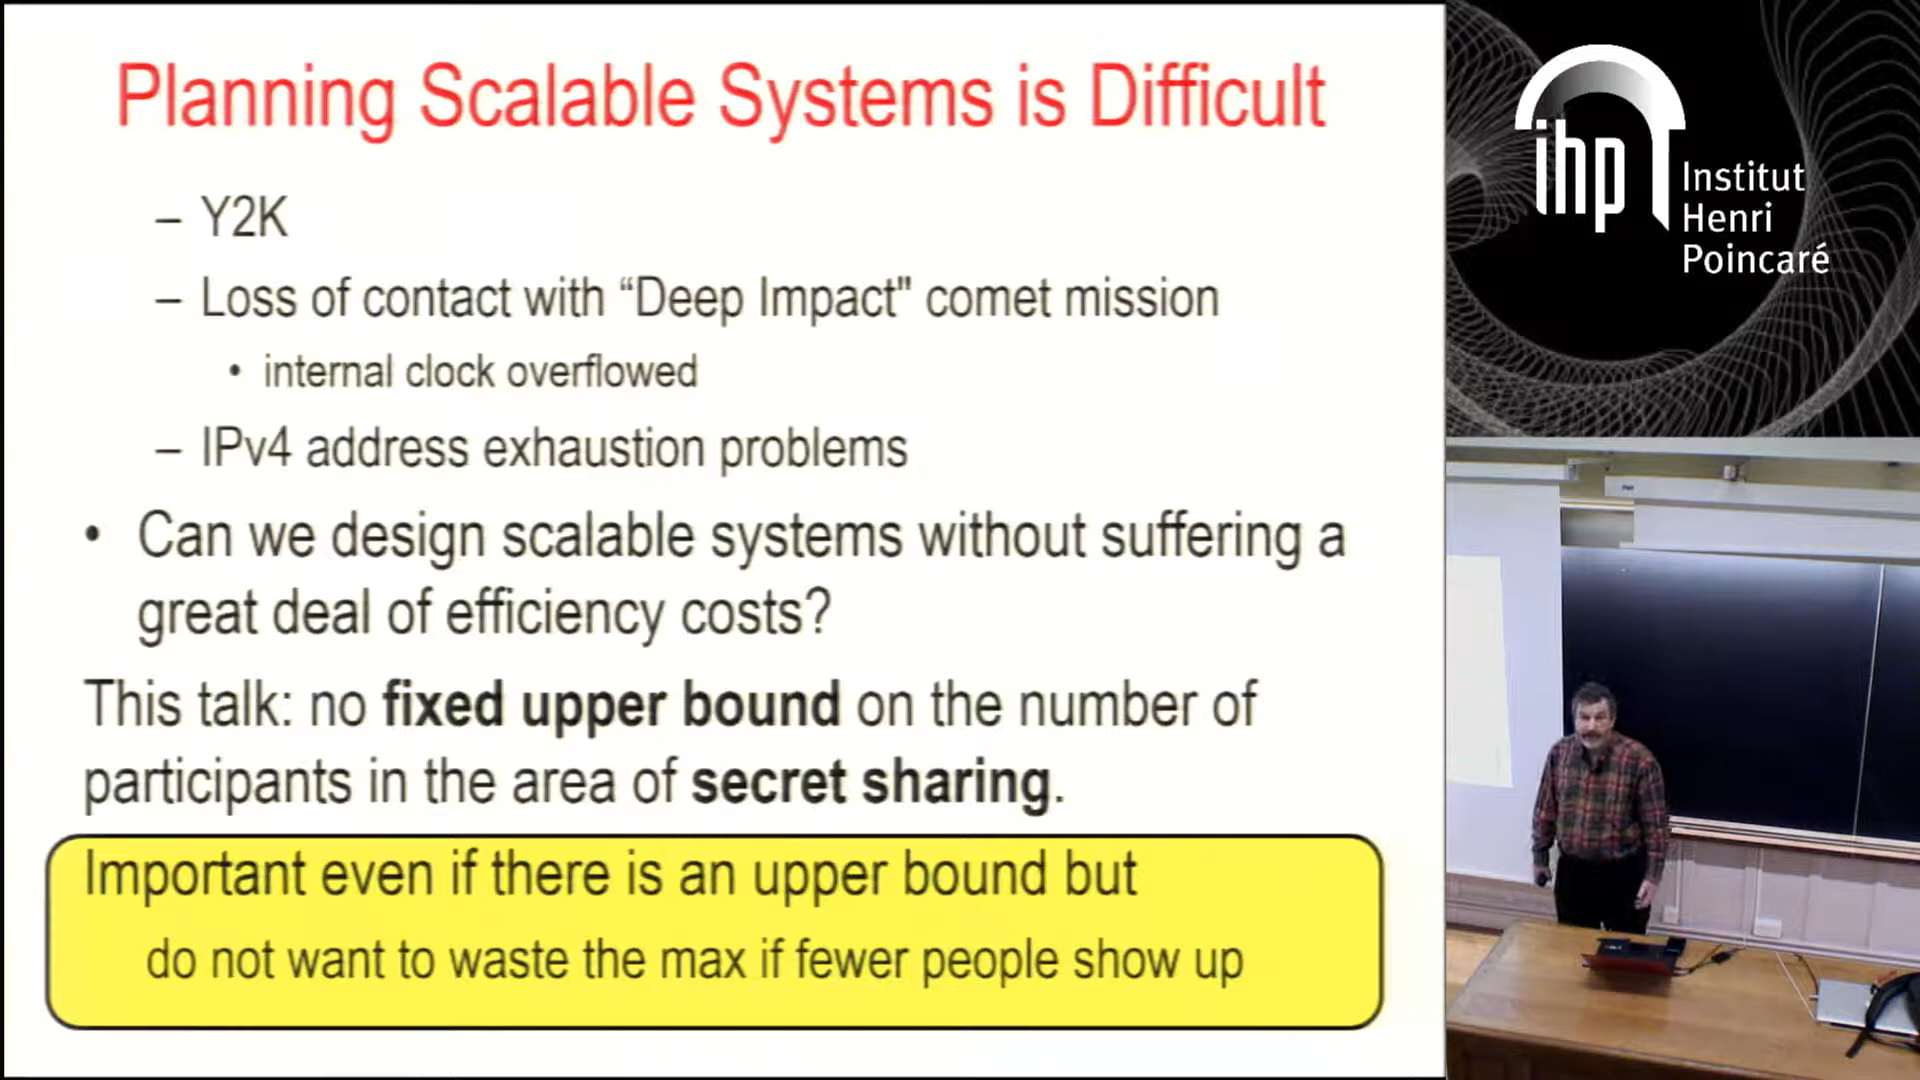 Planning Scalable Systems is Difficult
– Y2K
– Loss of contact with “Deep Impact" comet mission
• internal clock overflowed
– IPv4 address exhaustion problems
• Can we design scalable systems without suffering a
great deal of efficiency costs?
This talk: no fixed upper bound on the number of
participants in the area of secret sharing.
Important even if there is an upper bound but
do not want to waste the max if fewer people show up
ihp
Institut
Henri
Poincaré